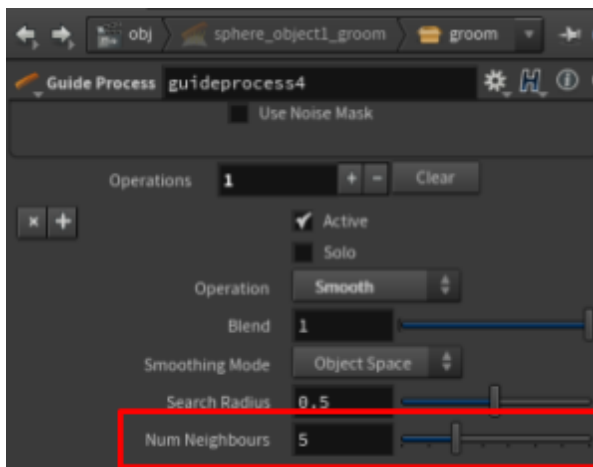 obj sphere_object1_groom groom
Guide Process guideprocess4
Use Noise Mask
Operations 1 + - Clear
× + Active
Solo
Operation Smooth
Blend 1
Smoothing Mode Object Space
Search Radius 0.5
Num Neighbours 5